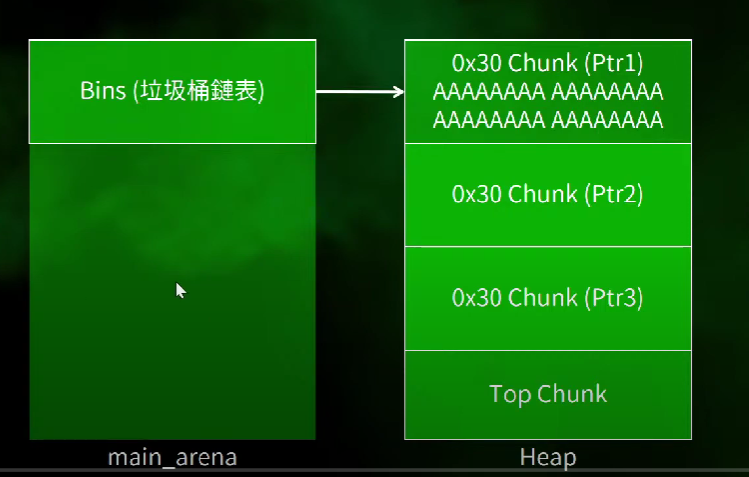 Bins (垃圾桶鏈表)
0x30 Chunk (Ptr1)
AAAAAAAA AAAAAAAA
AAAAAAAA AAAAAAAA
0x30 Chunk (Ptr2)
0x30 Chunk (Ptr3)
Top Chunk
main_arena
Heap